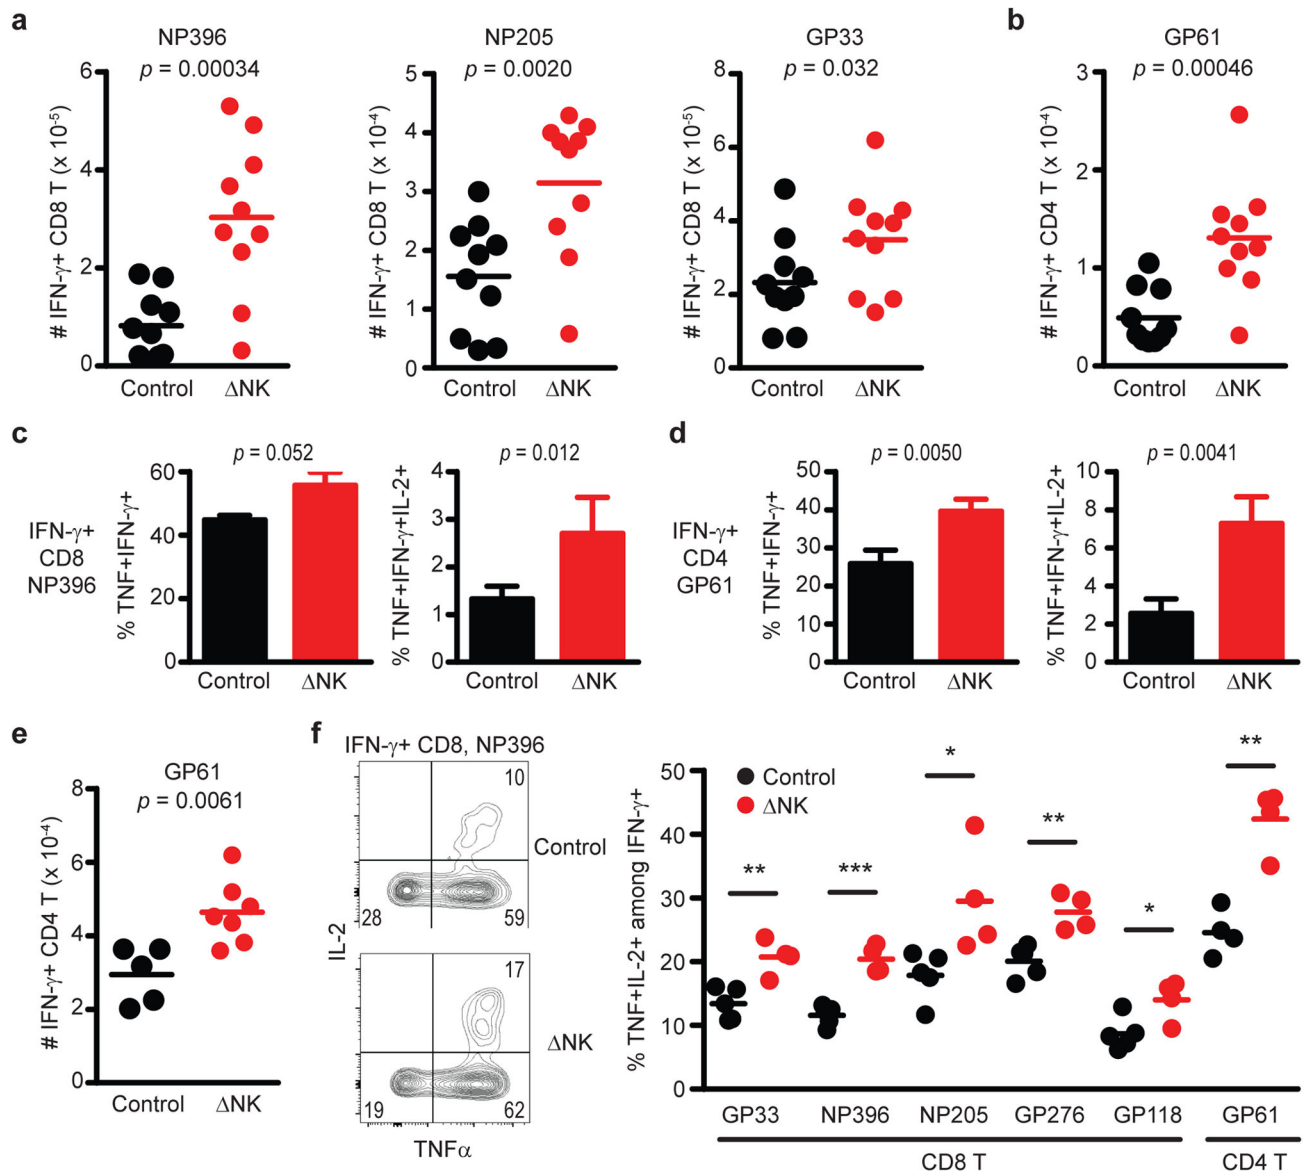 a
NP396
p = 0.00034
# IFN-γ+ CD8 T (x 10-5)
6
4
2
0
Control
ΔNK
NP205
p = 0.0020
# IFN-γ+ CD8 T (x 10-4)
5
4
3
2
1
0
Control
ΔNK
GP33
p = 0.032
# IFN-γ+ CD8 T (x 10-5)
8
6
4
2
0
Control
ΔNK
b
GP61
p = 0.00046
# IFN-γ+ CD4 T (x 10-4)
3
2
1
0
Control
ΔNK
c
IFN-γ+
CD8
NP396
p = 0.052
% TNF+IFN-γ+
60
40
20
0
Control
ΔNK
p = 0.012
% TNF+IFN-γ+IL-2+
4
3
2
1
0
Control
ΔNK
d
IFN-γ+
CD4
GP61
p = 0.0050
% TNF+IFN-γ+
50
40
30
20
10
0
Control
ΔNK
p = 0.0041
% TNF+IFN-γ+IL-2+
10
8
6
4
2
0
Control
ΔNK
e
GP61
p = 0.0061
# IFN-γ+ CD4 T (x 10-4)
8
6
4
2
0
Control
ΔNK
f
IFN-γ+ CD8, NP396
10
28
59
Control
17
19
62
ΔNK
IL-2
TNFα
% TNF+IL-2+ among IFN-γ+
50
40
30
20
10
0
Control
ΔNK
**
***
*
**
*
**
GP33
NP396
NP205
GP276
GP118
GP61
CD8 T
CD4 T